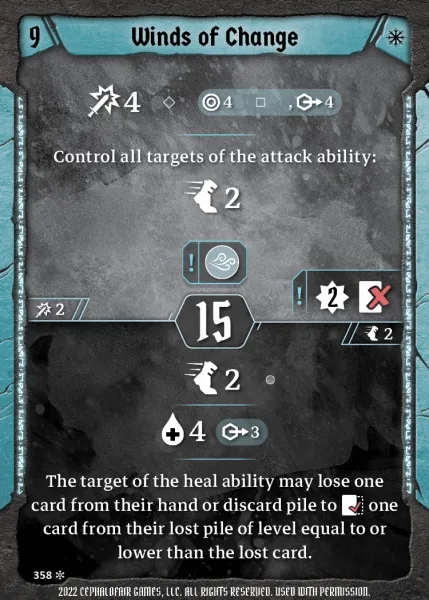 9
Winds of Change
4
4
, 4
Control all targets of the attack ability:
2
!
! 2
2
15
2
2
4
3
The target of the heal ability may lose one
card from their hand or discard pile to one
card from their lost pile of level equal to or
lower than the lost card.
358
2022 CEPHALOFAIR GAMES, LLC. ALL RIGHTS RESERVED. USED WITH PERMISSION.